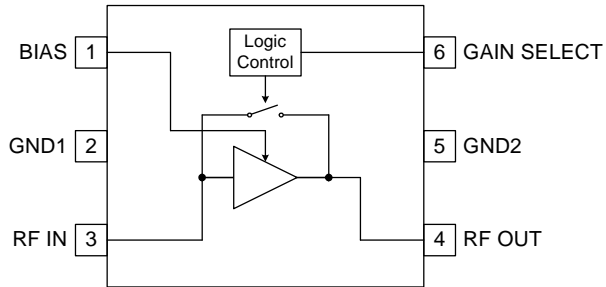 BIAS 1
Logic
Control
6 GAIN SELECT
GND1 2
5 GND2
RF IN 3
4 RF OUT